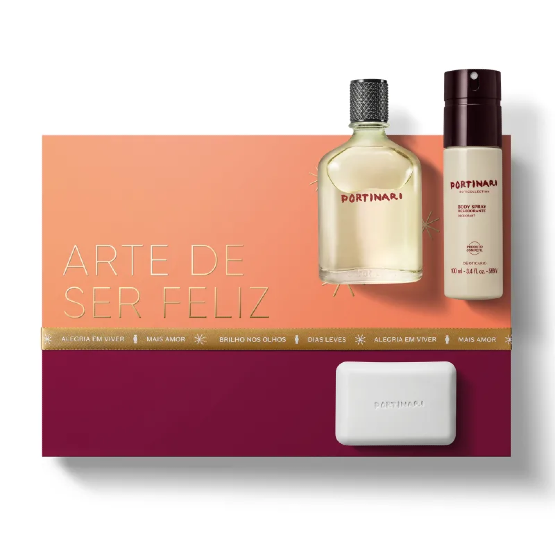 ARTE DE
SER FELIZ
ALEGRIA EM VIVER MAIS AMOR BRILHO NOS OLHOS DIAS LEVES ALEGRIA EM VIVER MAIS AMOR
PORTINARI
PORTINARI
BODY SPRAY
100 ml - 3.4 fl. oz.
PORTINARI